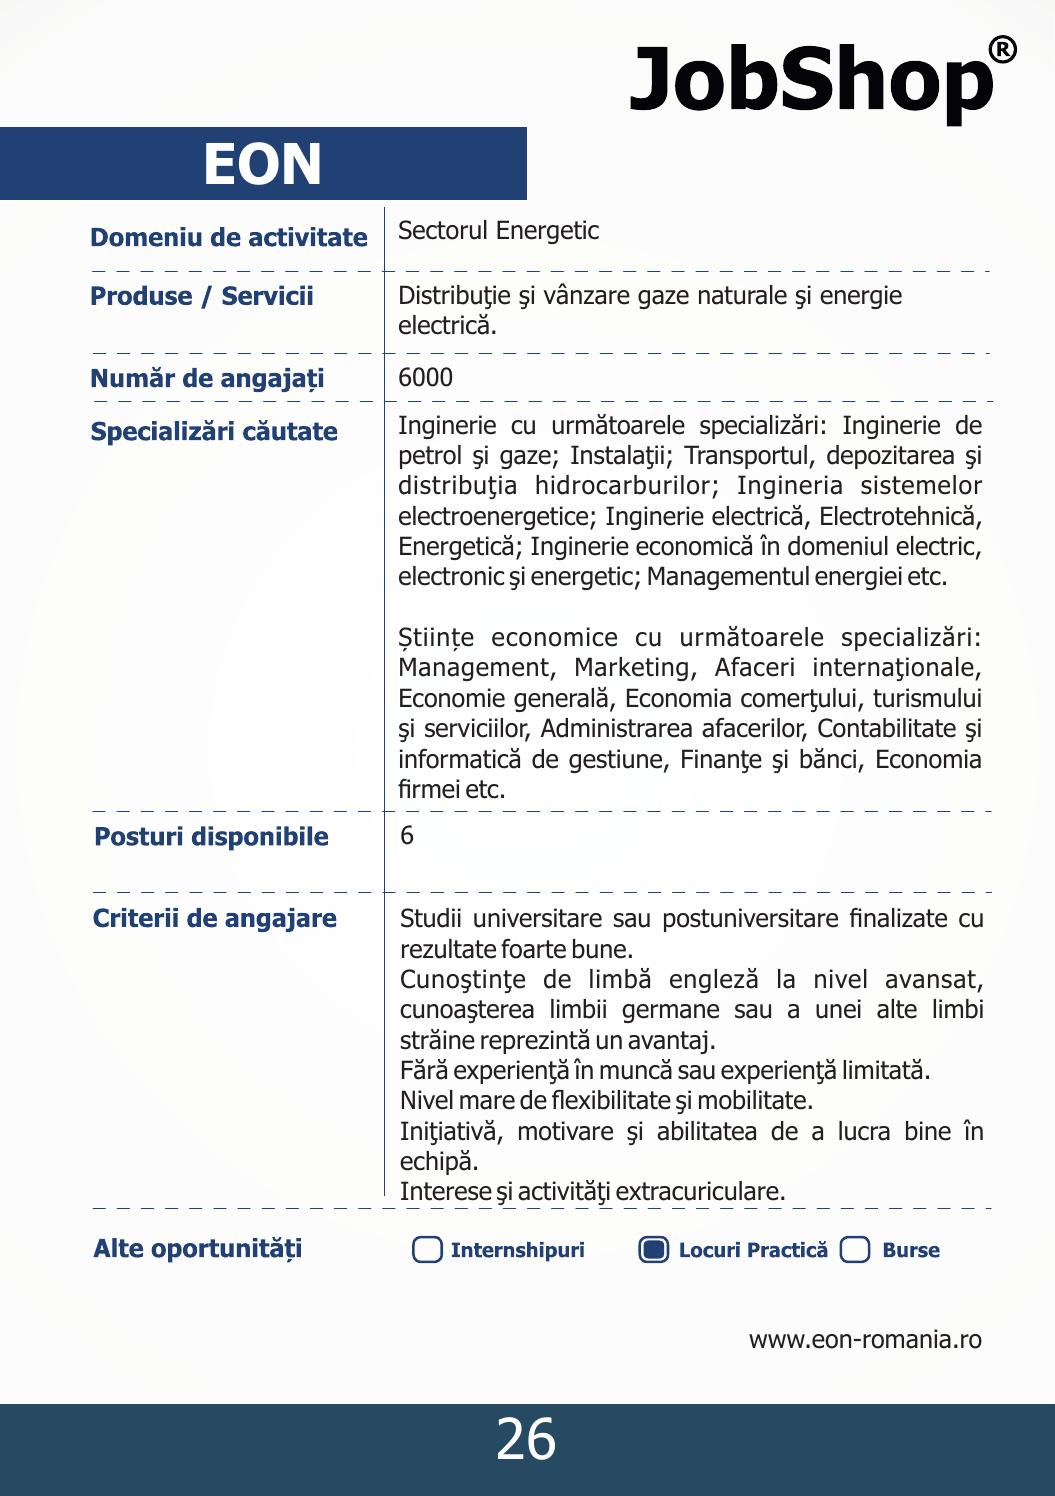 JobShop®
EON
Domeniu de activitate
Sectorul Energetic
Produse / Servicii
Distribuţie şi vânzare gaze naturale şi energie
electrică.
Număr de angajați
6000
Specializări căutate
Inginerie cu următoarele specializări: Inginerie de
petrol şi gaze; Instalaţii; Transportul, depozitarea şi
distribuţia hidrocarburilor; Ingineria sistemelor
electroenergetice; Inginerie electrică, Electrotehnică,
Energetică; Inginerie economică în domeniul electric,
electronic şi energetic; Managementul energiei etc.
Științe economice cu următoarele specializări:
Management, Marketing, Afaceri internaţionale,
Economie generală, Economia comerţului, turismului
şi serviciilor, Administrarea afacerilor, Contabilitate şi
informatică de gestiune, Finanţe şi bănci, Economia
firmei etc.
Posturi disponibile
6
Criterii de angajare
Studii universitare sau postuniversitare finalizate cu
rezultate foarte bune.
Cunoştinţe de limbă engleză la nivel avansat,
cunoaşterea limbii germane sau a unei alte limbi
străine reprezintă un avantaj.
Fără experienţă în muncă sau experienţă limitată.
Nivel mare de flexibilitate şi mobilitate.
Iniţiativă, motivare şi abilitatea de a lucra bine în
echipă.
Interese şi activităţi extracuriculare.
Alte oportunități
Internshipuri
Locuri Practică
Burse
www.eon-romania.ro
26